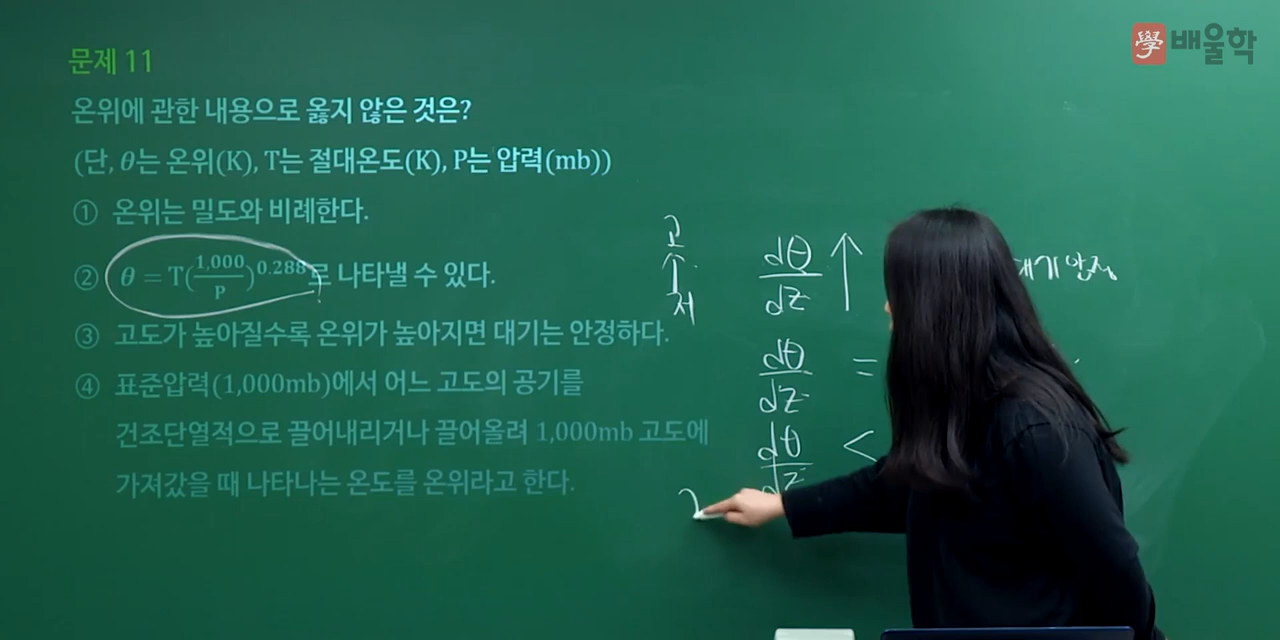 學 배울학
문제 11
온위에 관한 내용으로 옳지 않은 것은?
(단, θ는 온위(K), T는 절대온도(K), P는 압력(mb))
① 온위는 밀도와 비례한다.
② θ = T(1,000/P)^0.288로 나타낼 수 있다.
③ 고도가 높아질수록 온위가 높아지면 대기는 안정하다.
④ 표준압력(1,000mb)에서 어느 고도의 공기를
건조단열적으로 끌어내리거나 끌어올려 1,000mb 고도에
가져갔을 때 나타나는 온도를 온위라고 한다.
고
↑
저
dθ/dz ↑ 안정
dθ/dz =
dθ/dz <